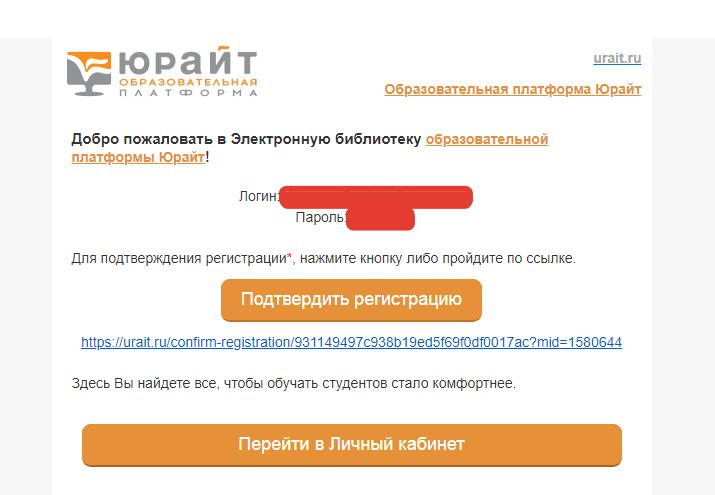 юрайт
ОБРАЗОВАТЕЛЬНАЯ
ПЛАТФОРМА
urait.ru
Образовательная платформа Юрайт
Добро пожаловать в Электронную библиотеку образовательной
платформы Юрайт!
Логин:
Пароль:
Для подтверждения регистрации*, нажмите кнопку либо пройдите по ссылке.
Подтвердить регистрацию
https://urait.ru/confirm-registration/931149497c938b19ed5f69f0df0017ac?mid=1580644
Здесь Вы найдете все, чтобы обучать студентов стало комфортнее.
Перейти в Личный кабинет